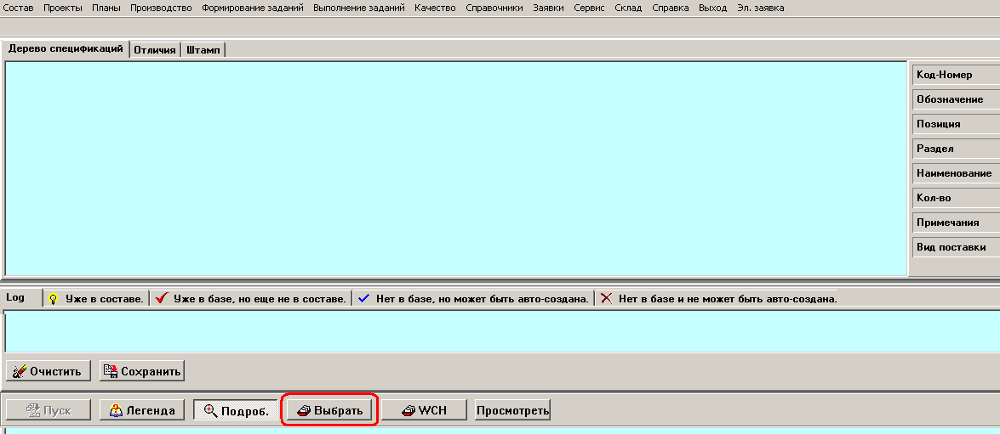 Состав Проекты Планы Производство Формирование заданий Выполнение заданий Качество Справочники Заявки Сервис Склад Справка Выход Эл. заявка
Дерево спецификаций Отличия Штамп
Код-Номер
Обозначение
Позиция
Раздел
Наименование
Кол-во
Примечания
Вид поставки
Log Уже в составе. Уже в базе, но еще не в составе. Нет в базе, но может быть авто-создана. Нет в базе и не может быть авто-создана.
Очистить Сохранить
Пуск Легенда Подроб. Выбрать WCH Просмотреть